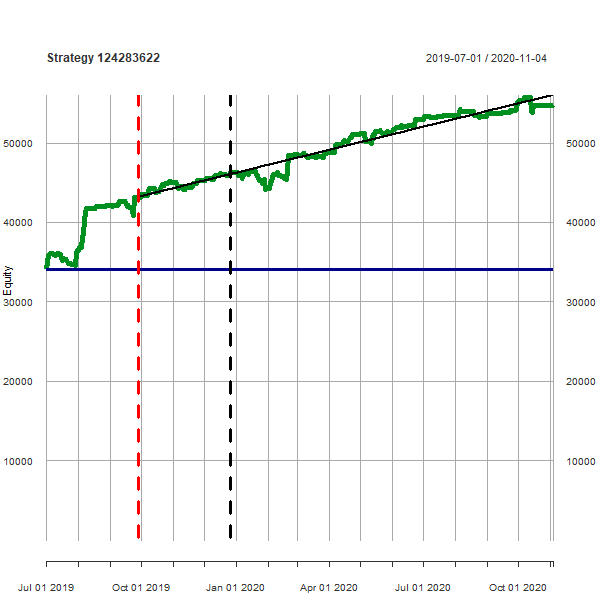 Strategy 124283622
2019-07-01 / 2020-11-04
50000
50000
40000
40000
Equity
30000
30000
20000
20000
10000
10000
Jul 01 2019
Oct 01 2019
Jan 01 2020
Apr 01 2020
Jul 01 2020
Oct 01 2020